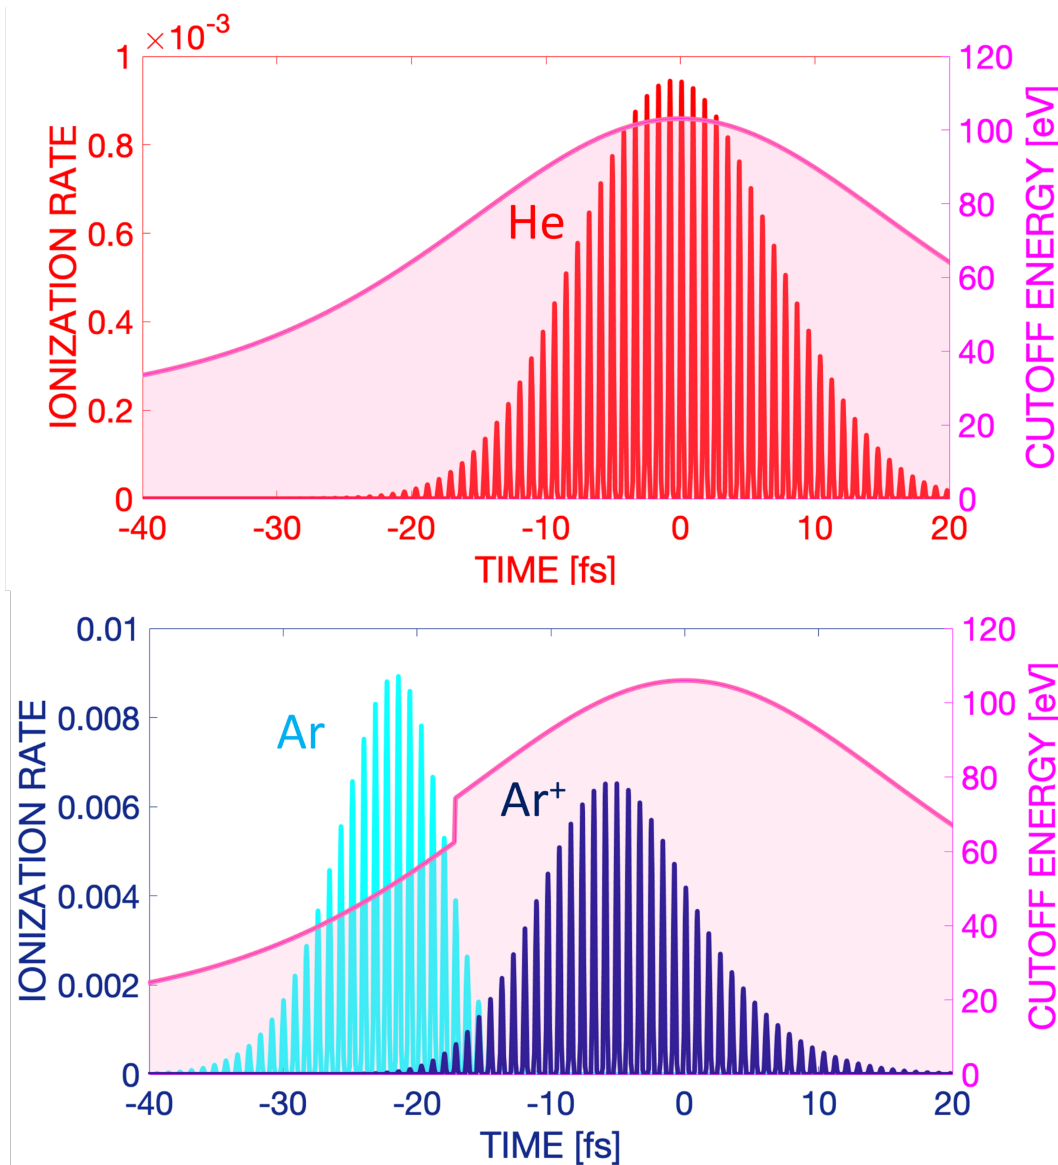 ×10⁻³
1
0.8
0.6
0.4
0.2
0
IONIZATION RATE
He
120
100
80
60
40
20
0
CUTOFF ENERGY [eV]
-40 -30 -20 -10 0 10 20
TIME [fs]
0.01
0.008
0.006
0.004
0.002
0
IONIZATION RATE
Ar
Ar⁺
120
100
80
60
40
20
0
CUTOFF ENERGY [eV]
-40 -30 -20 -10 0 10 20
TIME [fs]